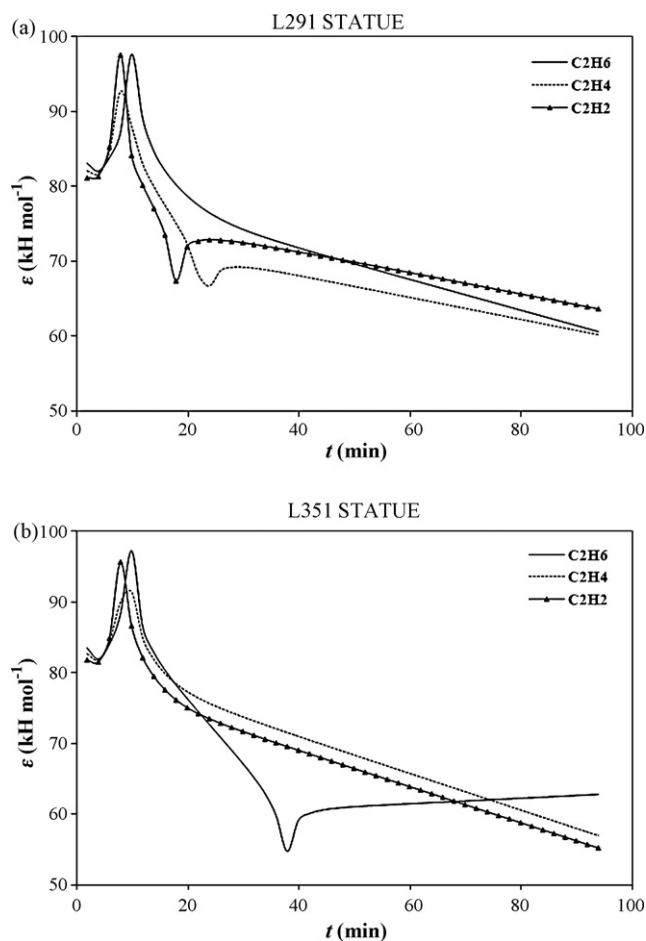 (a)
L291 STATUE
100
90
80
70
60
50
ε (kH mol⁻¹)
C2H6
C2H4
C2H2
0 20 40 60 80 100
t (min)
(b)
L351 STATUE
100
90
80
70
60
50
ε (kH mol⁻¹)
C2H6
C2H4
C2H2
0 20 40 60 80 100
t (min)